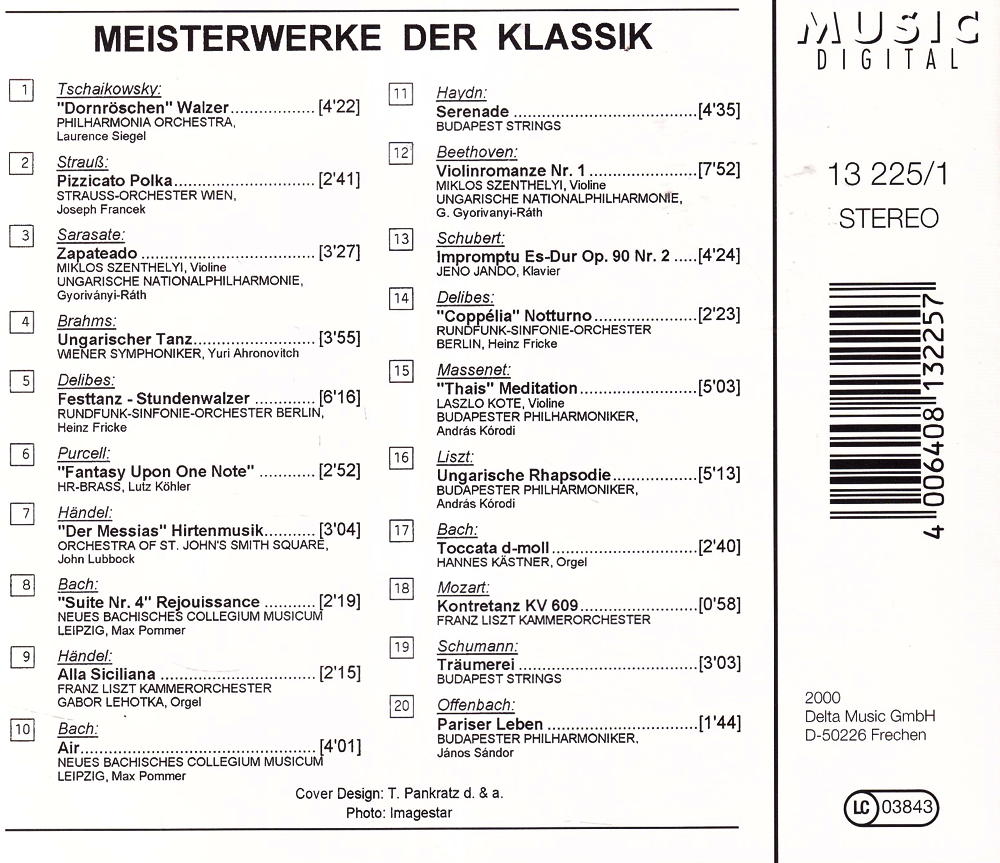 MEISTERWERKE DER KLASSIK
1 Tschaikowsky:
"Dornröschen" Walzer............... [4'22]
PHILHARMONIA ORCHESTRA,
Laurence Siegel
2 Strauß:
Pizzicato Polka......................... [2'41]
STRAUSS-ORCHESTER WIEN,
Joseph Francek
3 Sarasate:
Zapateado ............................... [3'27]
MIKLOS SZENTHELYI, Violine
UNGARISCHE NATIONALPHILHARMONIE,
Gyoriványi-Ráth
4 Brahms:
Ungarischer Tanz...................... [3'55]
WIENER SYMPHONIKER, Yuri Ahronovitch
5 Delibes:
Festtanz - Stundenwalzer ........... [6'16]
RUNDFUNK-SINFONIE-ORCHESTER BERLIN,
Heinz Fricke
6 Purcell:
"Fantasy Upon One Note" .......... [2'52]
HR-BRASS, Lutz Köhler
7 Händel:
"Der Messias" Hirtenmusik......... [3'04]
ORCHESTRA OF ST. JOHN'S SMITH SQUARE,
John Lubbock
8 Bach:
"Suite Nr. 4" Rejouissance .......... [2'19]
NEUES BACHISCHES COLLEGIUM MUSICUM
LEIPZIG, Max Pommer
9 Händel:
Alla Siciliana ............................ [2'15]
FRANZ LISZT KAMMERORCHESTER
GABOR LEHOTKA, Orgel
10 Bach:
Air.......................................... [4'01]
NEUES BACHISCHES COLLEGIUM MUSICUM
LEIPZIG, Max Pommer
11 Haydn:
Serenade ................................[4'35]
BUDAPEST STRINGS
12 Beethoven:
Violinromanze Nr. 1 ...................[7'52]
MIKLOS SZENTHELYI, Violine
UNGARISCHE NATIONALPHILHARMONIE,
G. Gyorivanyi-Ráth
13 Schubert:
Impromptu Es-Dur Op. 90 Nr. 2 .....[4'24]
JENO JANDO, Klavier
14 Delibes:
"Coppélia" Notturno...................[2'23]
RUNDFUNK-SINFONIE-ORCHESTER
BERLIN, Heinz Fricke
15 Massenet:
"Thais" Meditation.....................[5'03]
LASZLO KOTE, Violine
BUDAPESTER PHILHARMONIKER,
András Kórodi
16 Liszt:
Ungarische Rhapsodie................[5'13]
BUDAPESTER PHILHARMONIKER,
András Kórodi
17 Bach:
Toccata d-moll..........................[2'40]
HANNES KÄSTNER, Orgel
18 Mozart:
Kontretanz KV 609.....................[0'58]
FRANZ LISZT KAMMERORCHESTER
19 Schumann:
Träumerei ................................[3'03]
BUDAPEST STRINGS
20 Offenbach:
Pariser Leben ...........................[1'44]
BUDAPESTER PHILHARMONIKER,
János Sándor
Cover Design: T. Pankratz d. & a.
Photo: Imagestar
MUSIC
DIGITAL
13 225/1
STEREO
4 006408 132257
2000
Delta Music GmbH
D-50226 Frechen
LC 03843